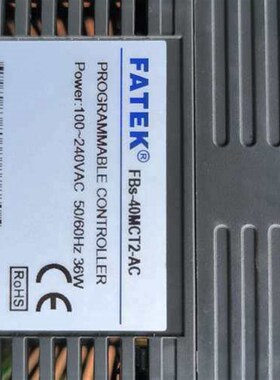 FATEK®
FBs-40MCT2-AC
PROGRAMMABLE CONTROLLER
Power:100~240VAC 50/60Hz 36W
CE
RoHS